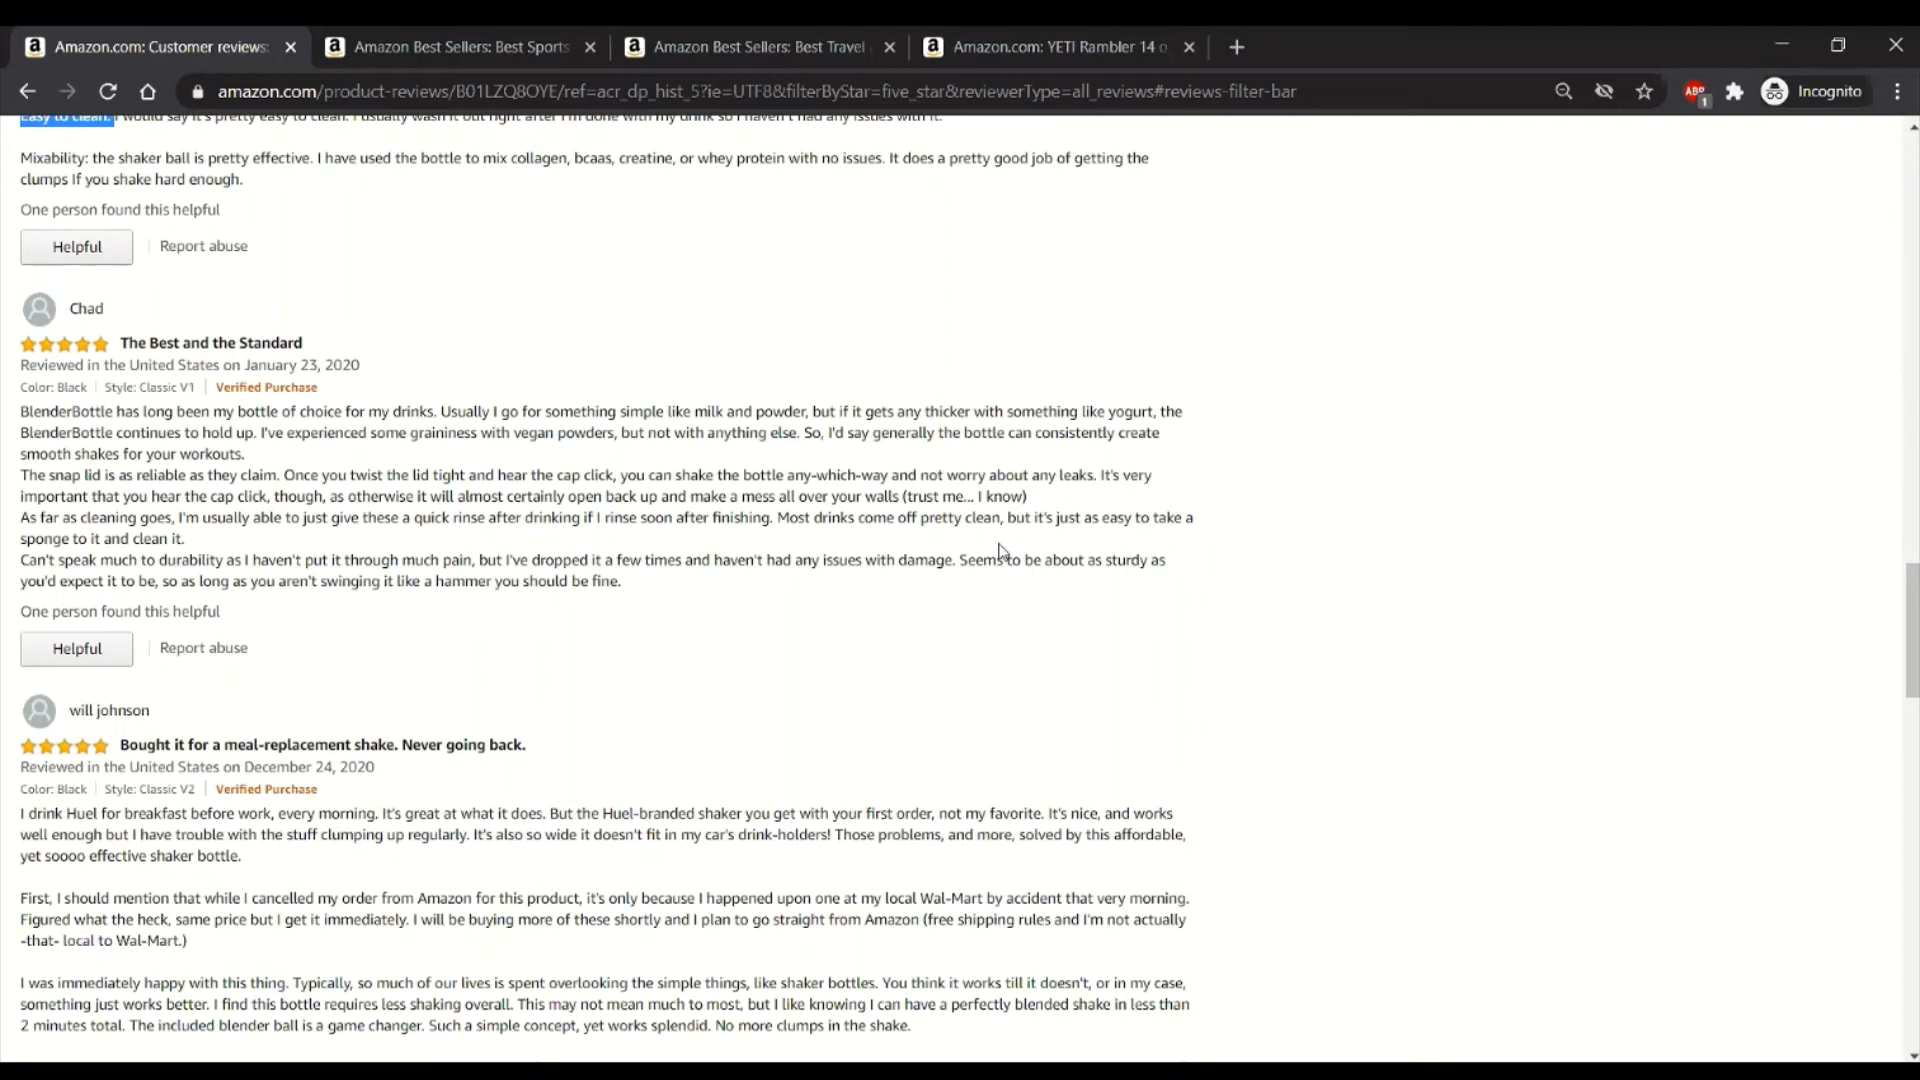 Amazon.com: Customer reviews:
Amazon Best Sellers: Best Sports
Amazon Best Sellers: Best Travel
Amazon.com: YETI Rambler 14 o
amazon.com/product-reviews/B01LZQ8OYE/ref=acr_dp_hist_5?ie=UTF8&filterByStar=five_star&reviewerType=all_reviews#reviews-filter-bar
ABP
1
Incognito
Easy to clean: I would say it's pretty easy to clean. I usually wash it out right after I'm done with my drink so I haven't had any issues with it.
Mixability: the shaker ball is pretty effective. I have used the bottle to mix collagen, bcaas, creatine, or whey protein with no issues. It does a pretty good job of getting the
clumps If you shake hard enough.
One person found this helpful
Helpful
Report abuse
Chad
The Best and the Standard
Reviewed in the United States on January 23, 2020
Color: Black | Style: Classic V1 | Verified Purchase
BlenderBottle has long been my bottle of choice for my drinks. Usually I go for something simple like milk and powder, but if it gets any thicker with something like yogurt, the
BlenderBottle continues to hold up. I've experienced some graininess with vegan powders, but not with anything else. So, I'd say generally the bottle can consistently create
smooth shakes for your workouts.
The snap lid is as reliable as they claim. Once you twist the lid tight and hear the cap click, you can shake the bottle any-which-way and not worry about any leaks. It's very
important that you hear the cap click, though, as otherwise it will almost certainly open back up and make a mess all over your walls (trust me... I know)
As far as cleaning goes, I'm usually able to just give these a quick rinse after drinking if I rinse soon after finishing. Most drinks come off pretty clean, but it's just as easy to take a
sponge to it and clean it.
Can't speak much to durability as I haven't put it through much pain, but I've dropped it a few times and haven't had any issues with damage. Seems to be about as sturdy as
you'd expect it to be, so as long as you aren't swinging it like a hammer you should be fine.
One person found this helpful
Helpful
Report abuse
will johnson
Bought it for a meal-replacement shake. Never going back.
Reviewed in the United States on December 24, 2020
Color: Black | Style: Classic V2 | Verified Purchase
I drink Huel for breakfast before work, every morning. It's great at what it does. But the Huel-branded shaker you get with your first order, not my favorite. It's nice, and works
well enough but I have trouble with the stuff clumping up regularly. It's also so wide it doesn't fit in my car's drink-holders! Those problems, and more, solved by this affordable,
yet soooo effective shaker bottle.
First, I should mention that while I cancelled my order from Amazon for this product, it's only because I happened upon one at my local Wal-Mart by accident that very morning.
Figured what the heck, same price but I get it immediately. I will be buying more of these shortly and I plan to go straight from Amazon (free shipping rules and I'm not actually
-that- local to Wal-Mart.)
I was immediately happy with this thing. Typically, so much of our lives is spent overlooking the simple things, like shaker bottles. You think it works till it doesn't, or in my case,
something just works better. I find this bottle requires less shaking overall. This may not mean much to most, but I like knowing I can have a perfectly blended shake in less than
2 minutes total. The included blender ball is a game changer. Such a simple concept, yet works splendid. No more clumps in the shake.